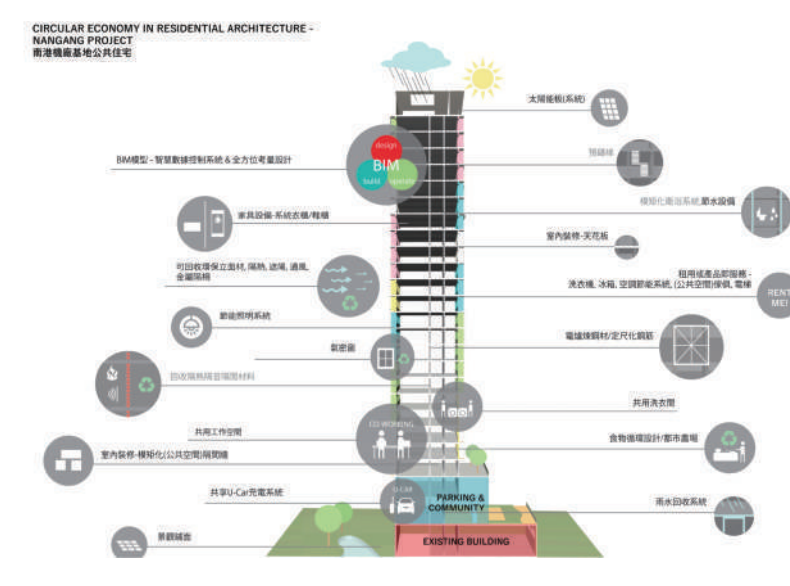 CIRCULAR ECONOMY IN RESIDENTIAL ARCHITECTURE –
NANGANG PROJECT
南港機廠基地公共住宅
太陽能板(系統)
design
BIM
build
operate
BIM模型 - 智慧數據控制系統 & 全方位考量設計
預鑄梯
模矩化衛浴系統,節水設備
家具設備-系統衣櫃/鞋櫃
室內裝修-天花板
可回收環保立面材, 隔熱, 遮陽, 通風,
金屬隔柵
租用或產品即服務 -
洗衣機, 冰箱, 空調節能系統, (公共空間)傢俱, 電梯
RENT
ME!
節能照明系統
氣密窗
電爐煉鋼材/定尺化鋼筋
回收隔熱隔音隔間材料
共用洗衣間
共用工作空間
CO-WORKING
食物循環設計/都市農場
室內裝修-模矩化(公共空間)隔間牆
共享U-Car充電系統
U-CAR
PARKING &
COMMUNITY
雨水回收系統
景觀鋪面
EXISTING BUILDING